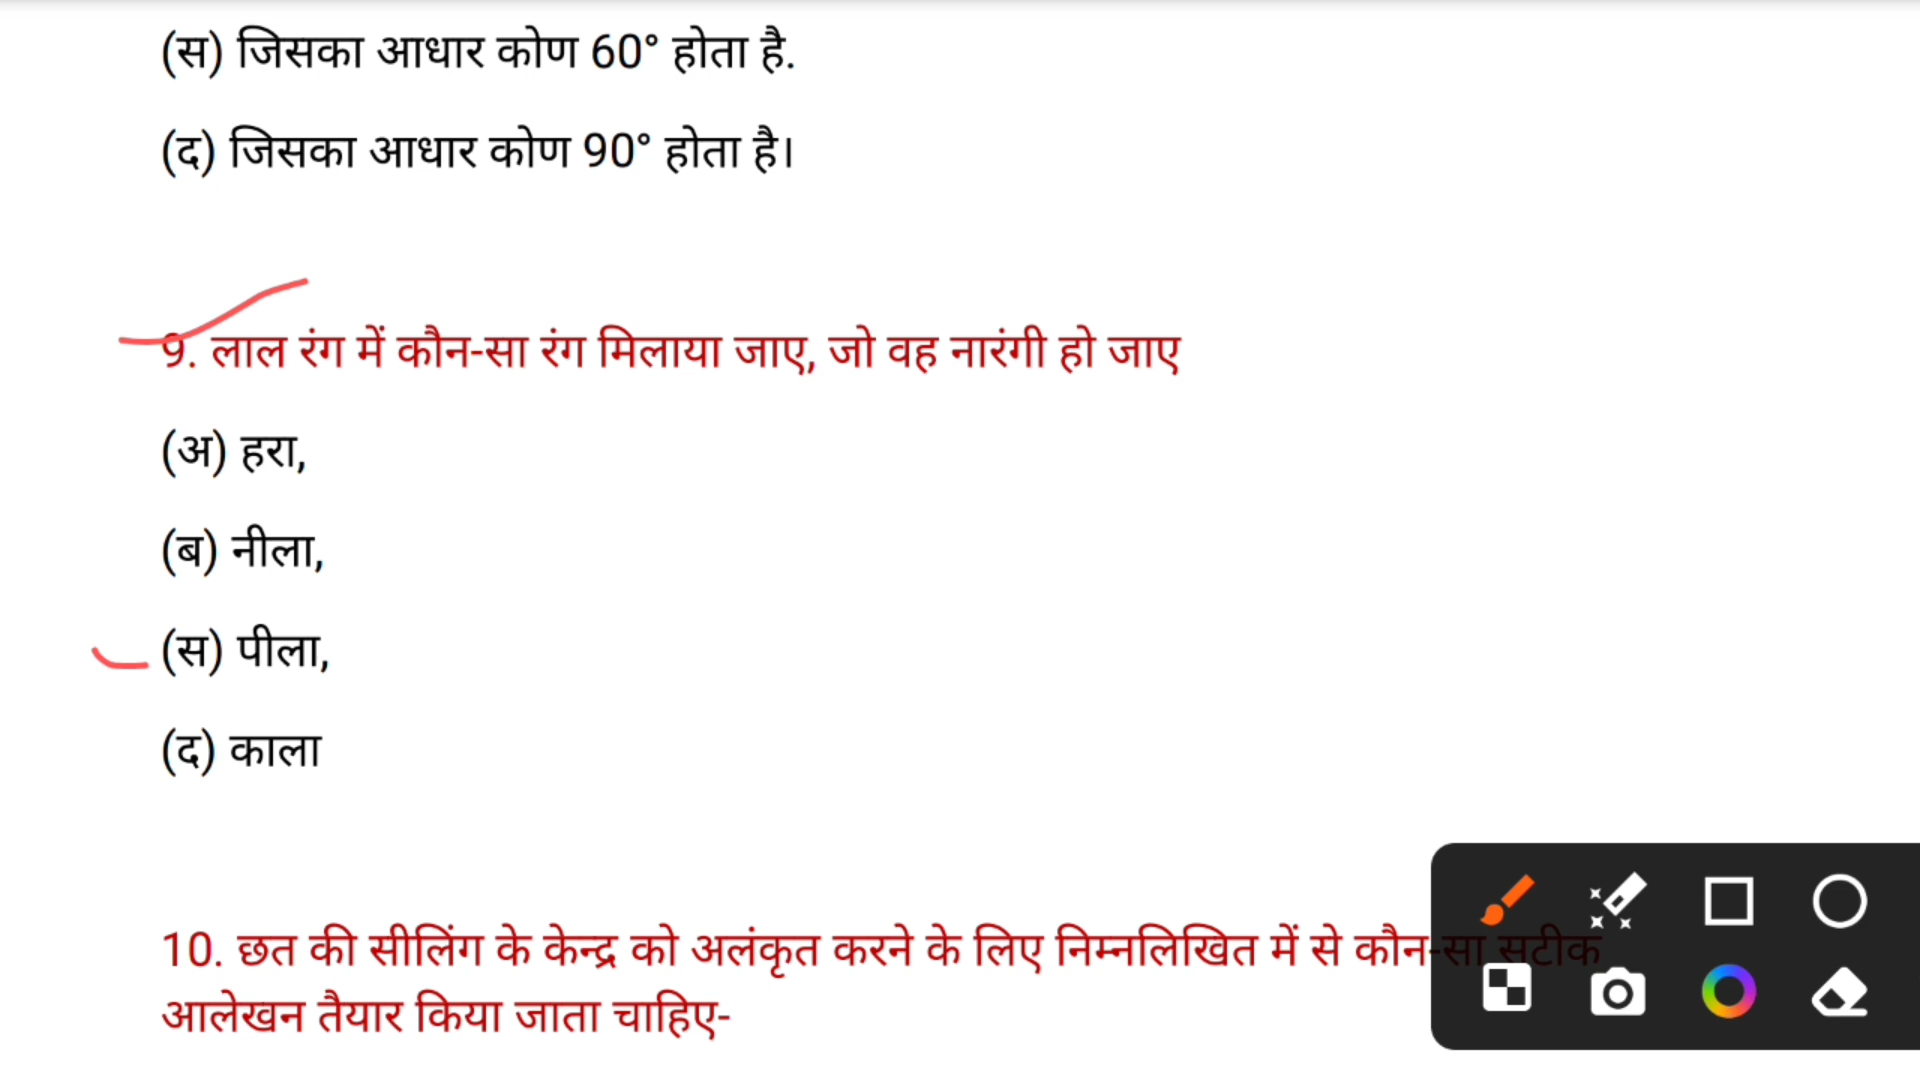 (स) जिसका आधार कोण 60° होता है.
(द) जिसका आधार कोण 90° होता है।
9. लाल रंग में कौन-सा रंग मिलाया जाए, जो वह नारंगी हो जाए
(अ) हरा,
(ब) नीला,
(स) पीला,
(द) काला
10. छत की सीलिंग के केन्द्र को अलंकृत करने के लिए निम्नलिखित में से कौन-सा सटीक
आलेखन तैयार किया जाता चाहिए-